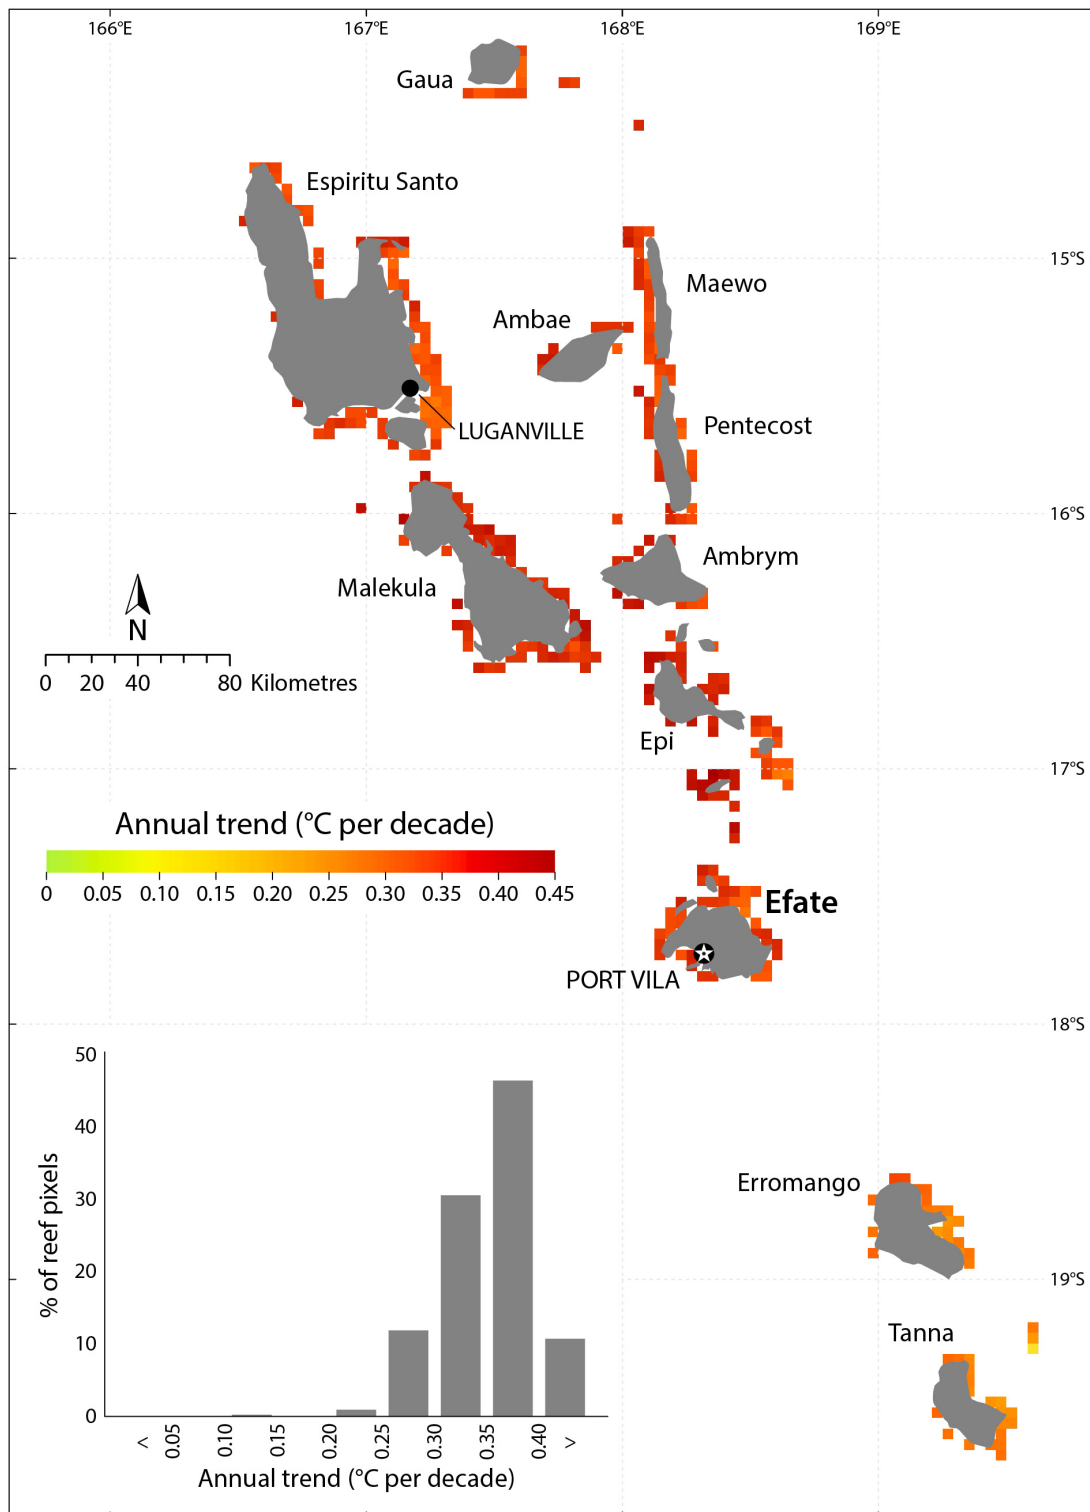 166°E 167°E 168°E 169°E
Gaua
Espiritu Santo
15°S
Maewo
Ambae
Pentecost
LUGANVILLE
16°S
Ambrym
Malekula
N
0 20 40 80 Kilometres
Epi
17°S
Annual trend (°C per decade)
0 0.05 0.10 0.15 0.20 0.25 0.30 0.35 0.40 0.45
Efate
PORT VILA
18°S
50
40
30
20
10
0
% of reef pixels
< 0.05 0.10 0.15 0.20 0.25 0.30 0.35 0.40 >
Annual trend (°C per decade)
Erromango
19°S
Tanna